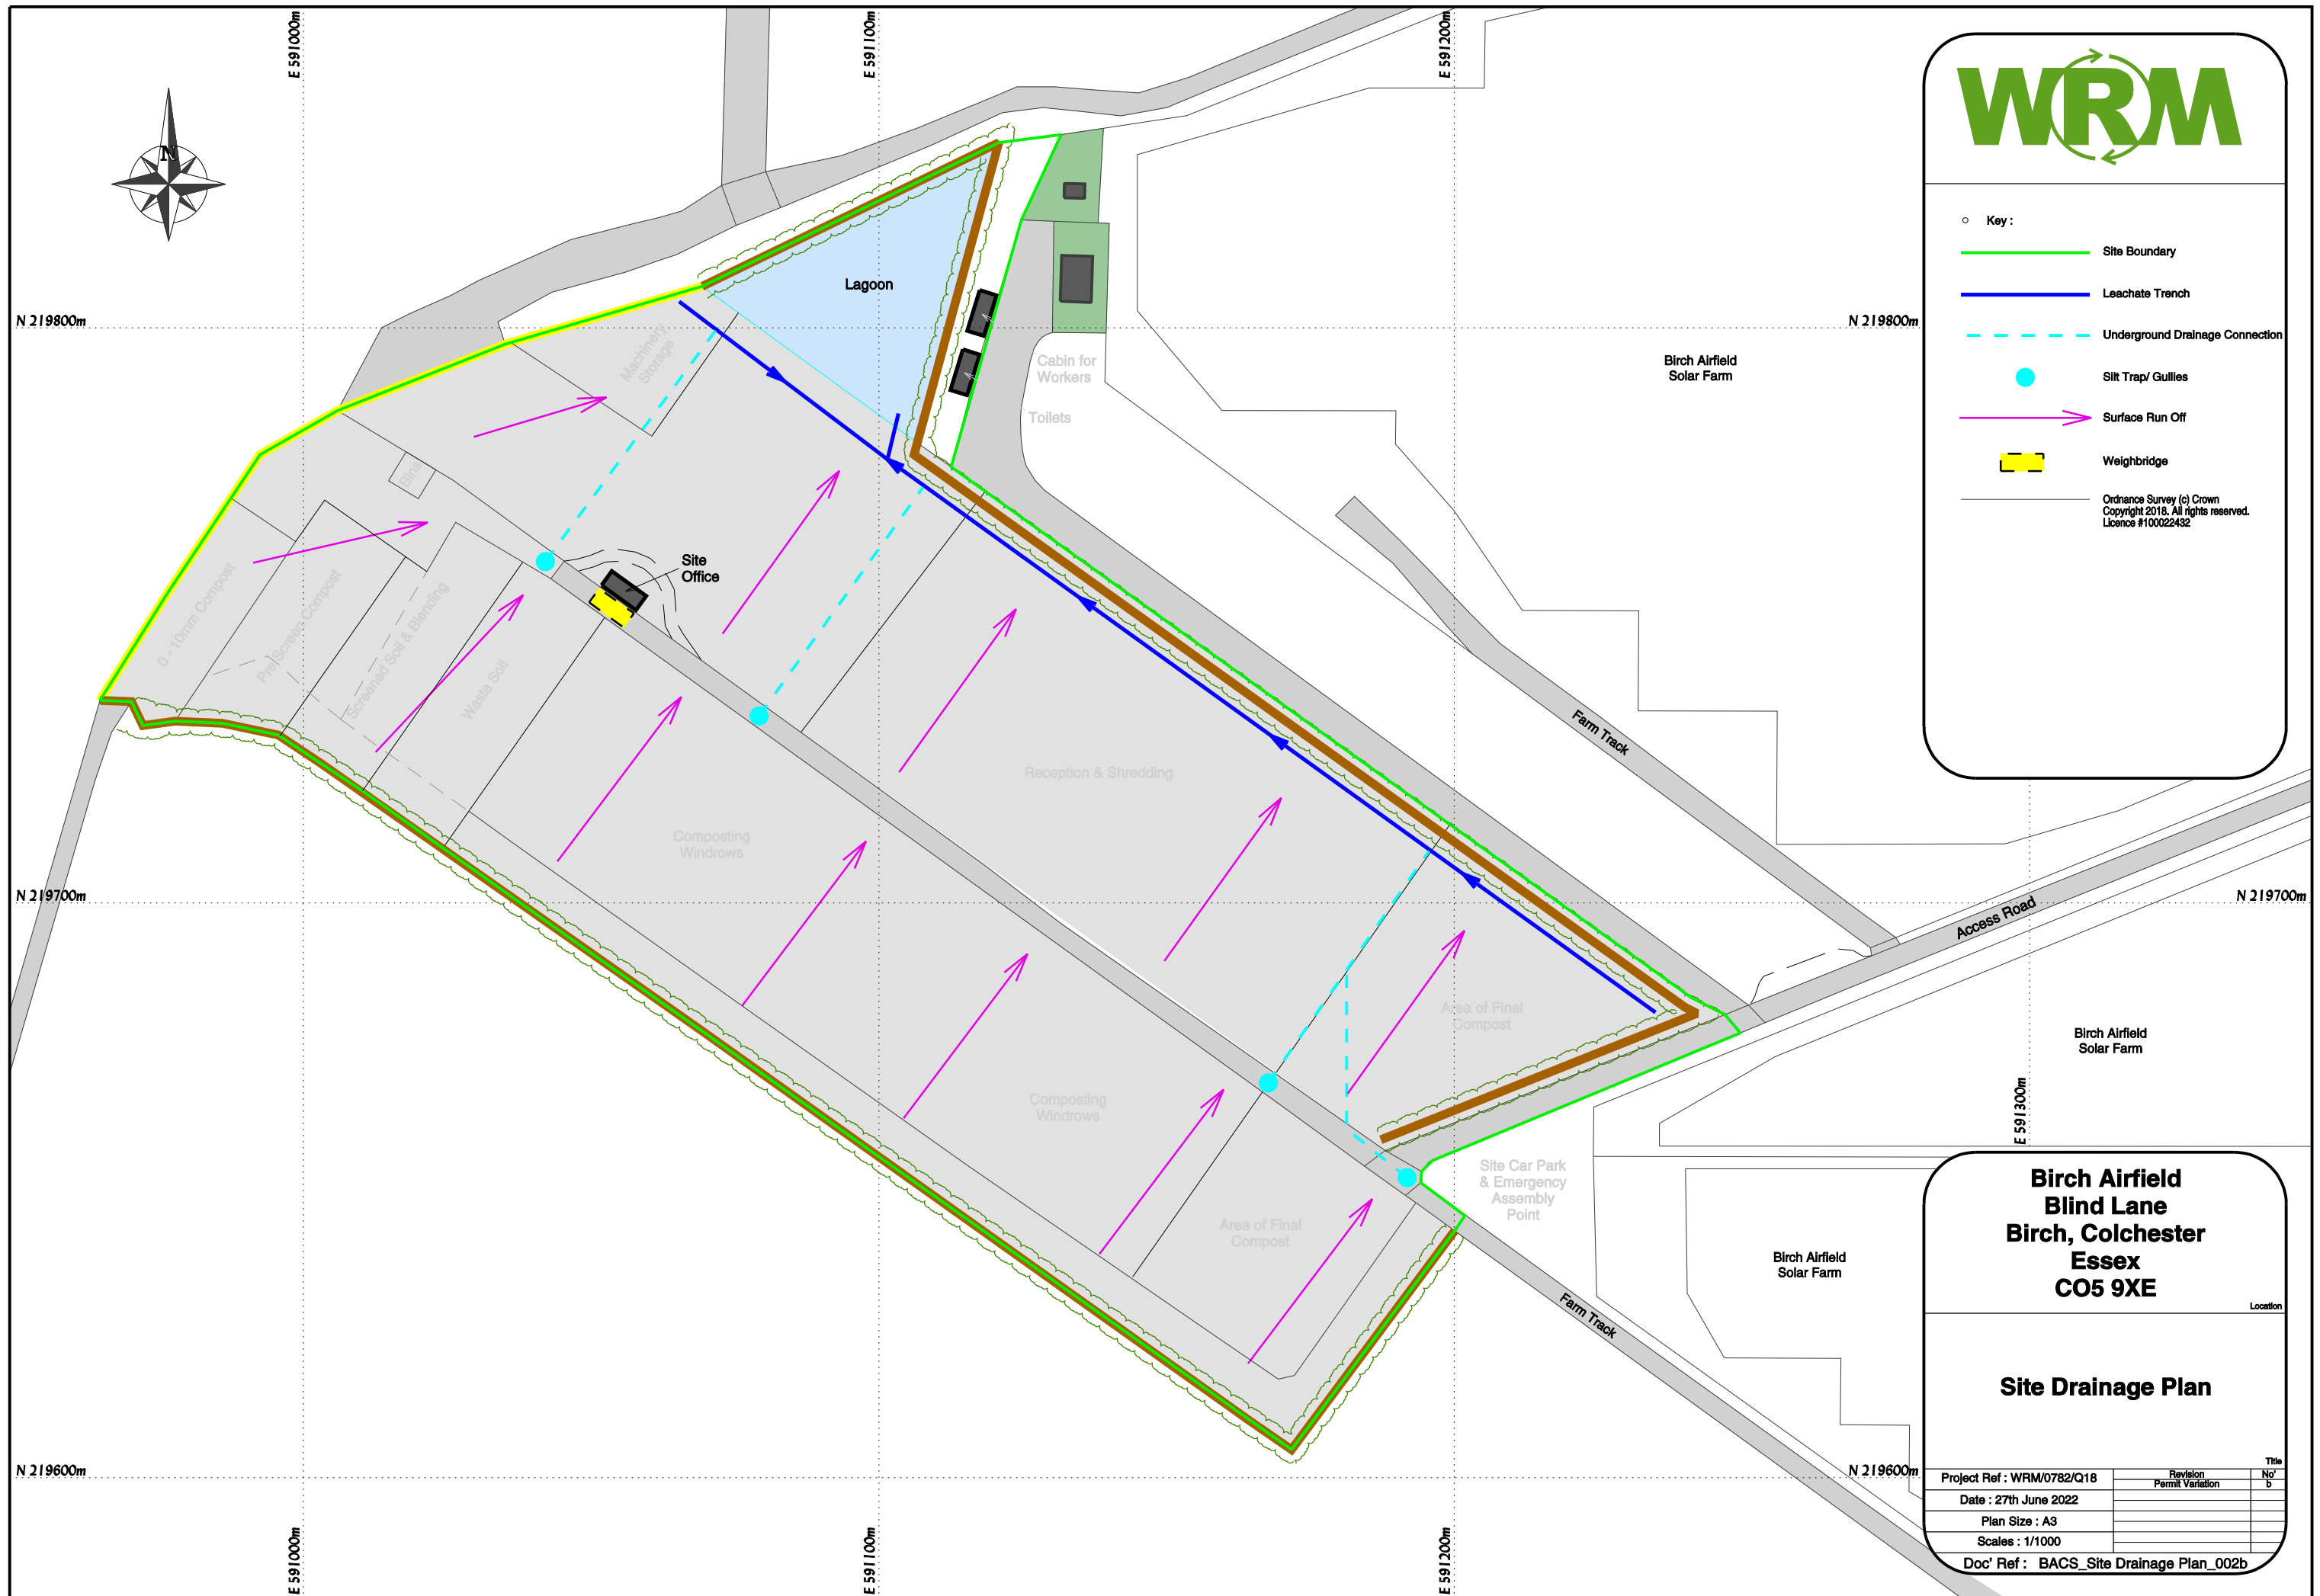 E 591000m
E 591100m
E 591200m
WRM
N
Key :
Site Boundary
Leachate Trench
Underground Drainage Connection
Silt Trap/ Gullies
Surface Run Off
Weighbridge
Ordnance Survey (c) Crown
Copyright 2018. All rights reserved.
Licence #100022432
Lagoon
N 219800m
N 219800m
Machinery
Storage
Cabin for
Workers
Toilets
Birch Airfield
Solar Farm
Bins
Site
Office
0 - 10mm Compost
Pre Screen Compost
Screened Soil & Blending
Waste Soil
Farm Track
Reception & Shredding
Composting
Windrows
N 219700m
N 219700m
Access Road
Area of Final
Compost
Birch Airfield
Solar Farm
Composting
Windrows
E 591300m
Site Car Park
& Emergency
Assembly
Point
Area of Final
Compost
Birch Airfield
Solar Farm
Farm Track
N 219600m
N 219600m
E 591000m
E 591100m
E 591200m
Birch Airfield
Blind Lane
Birch, Colchester
Essex
CO5 9XE
Location
Site Drainage Plan
Title
Project Ref : WRM/0782/Q18
Revision
No'
Permit Variation
b
Date : 27th June 2022
Plan Size : A3
Scales : 1/1000
Doc' Ref : BACS_Site Drainage Plan_002b